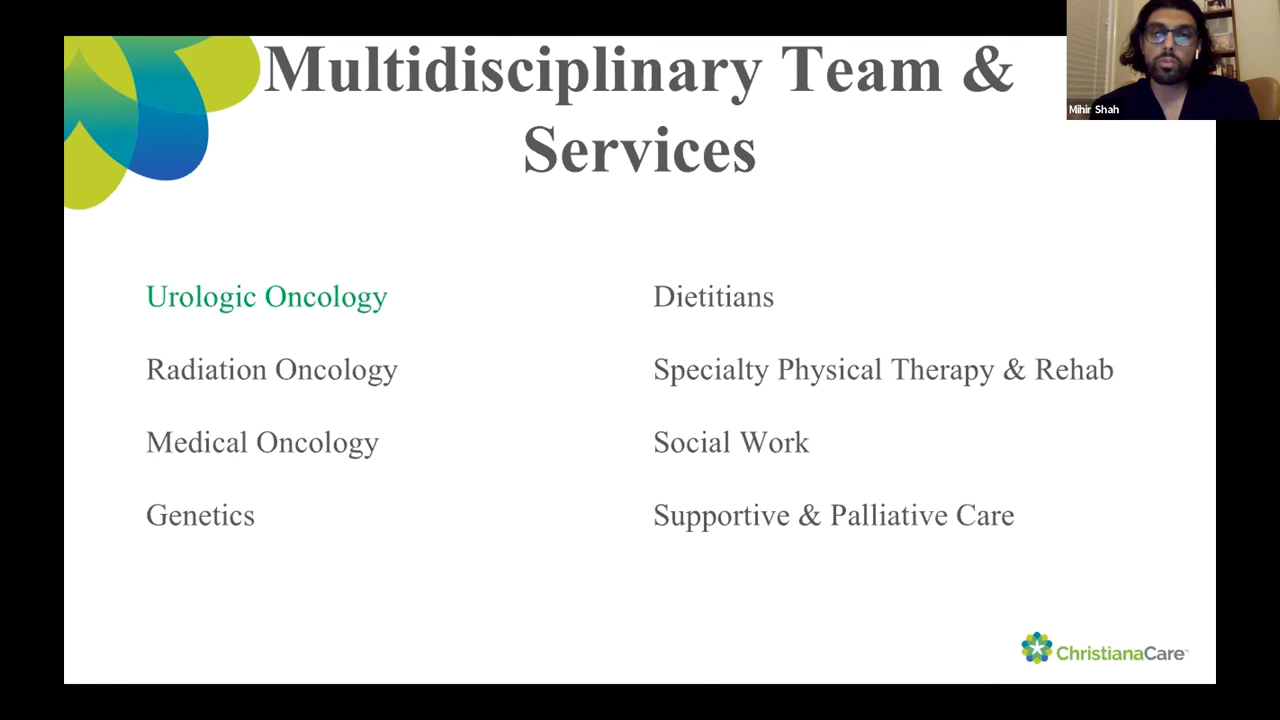 Multidisciplinary Team &
Services
Mihir Shah
Urologic Oncology
Radiation Oncology
Medical Oncology
Genetics
Dietitians
Specialty Physical Therapy & Rehab
Social Work
Supportive & Palliative Care
ChristianaCare™